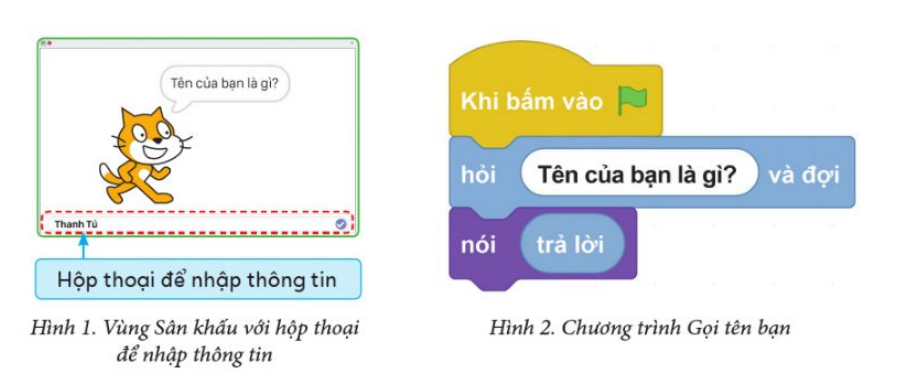 Tên của bạn là gì?
Thanh Tú
Hộp thoại để nhập thông tin
Hình 1. Vùng Sân khấu với hộp thoại
để nhập thông tin
Khi bấm vào
hỏi Tên của bạn là gì? và đợi
nói trả lời
Hình 2. Chương trình Gọi tên bạn